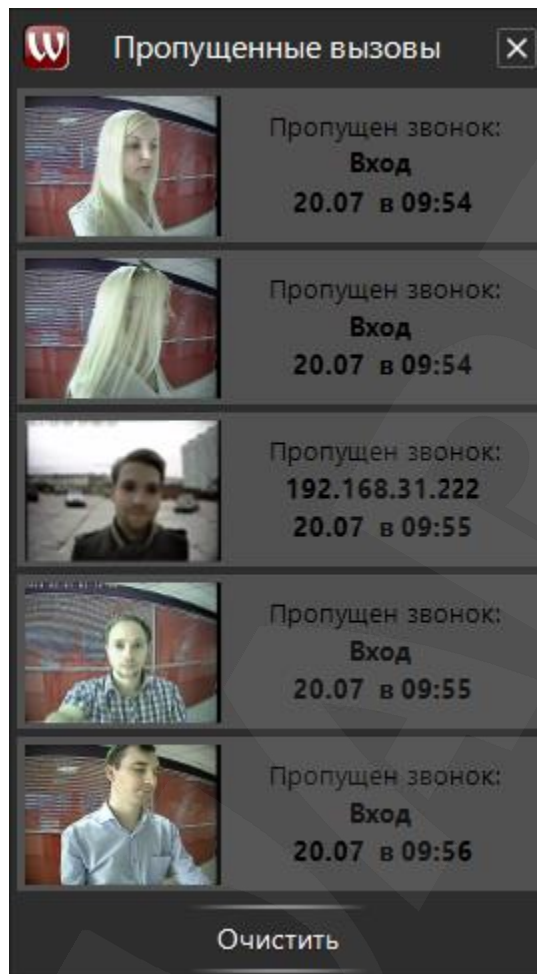 W
Пропущенные вызовы
Пропущен звонок:
Вход
20.07 в 09:54
Пропущен звонок:
Вход
20.07 в 09:54
Пропущен звонок:
192.168.31.222
20.07 в 09:55
Пропущен звонок:
Вход
20.07 в 09:55
Пропущен звонок:
Вход
20.07 в 09:56
Очистить